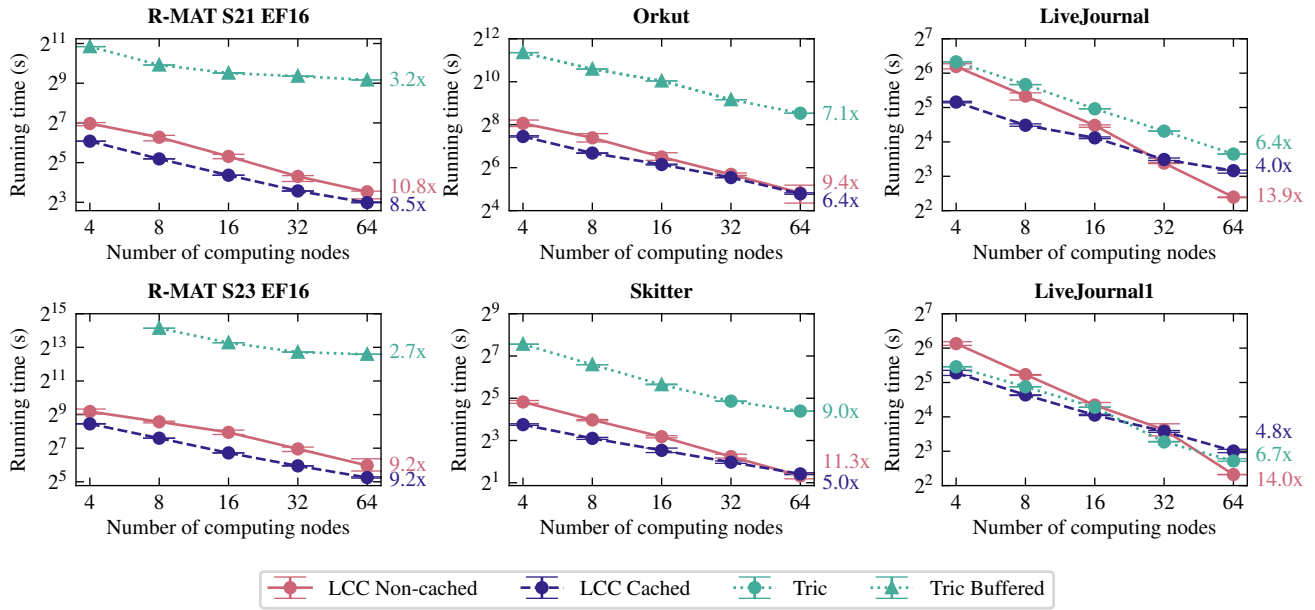 R-MAT S21 EF16
Running time (s)
2^11
2^9
2^7
2^5
2^3
4 8 16 32 64
Number of computing nodes
3.2x
10.8x
8.5x
Orkut
Running time (s)
2^12
2^10
2^8
2^6
2^4
4 8 16 32 64
Number of computing nodes
7.1x
9.4x
6.4x
LiveJournal
Running time (s)
2^7
2^6
2^5
2^4
2^3
2^2
4 8 16 32 64
Number of computing nodes
6.4x
4.0x
13.9x
R-MAT S23 EF16
Running time (s)
2^15
2^13
2^11
2^9
2^7
2^5
4 8 16 32 64
Number of computing nodes
2.7x
9.2x
9.2x
Skitter
Running time (s)
2^9
2^7
2^5
2^3
2^1
4 8 16 32 64
Number of computing nodes
9.0x
11.3x
5.0x
LiveJournal1
Running time (s)
2^7
2^6
2^5
2^4
2^3
2^2
4 8 16 32 64
Number of computing nodes
4.8x
6.7x
14.0x
LCC Non-cached LCC Cached Tric Tric Buffered